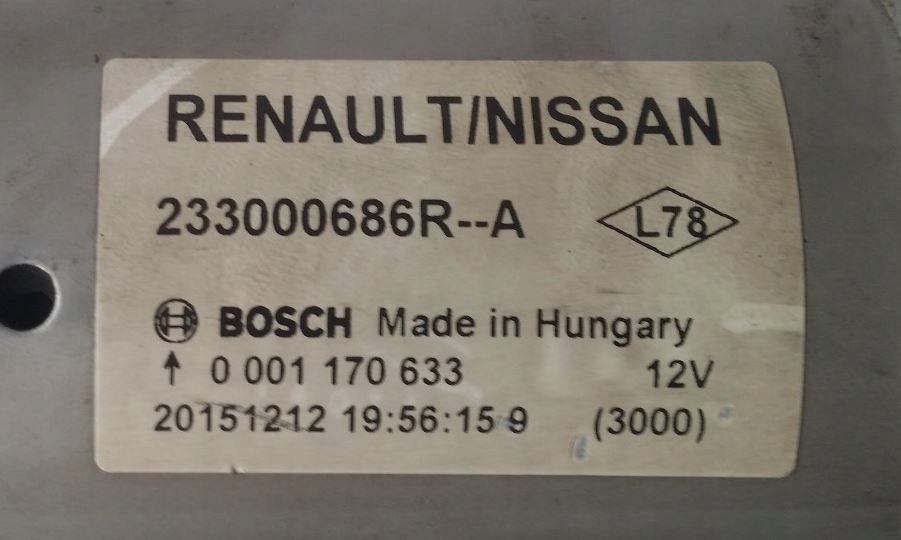 RENAULT/NISSAN
233000686R--A L78
BOSCH Made in Hungary
0 001 170 633 12V
20151212 19:56:15 9 (3000)